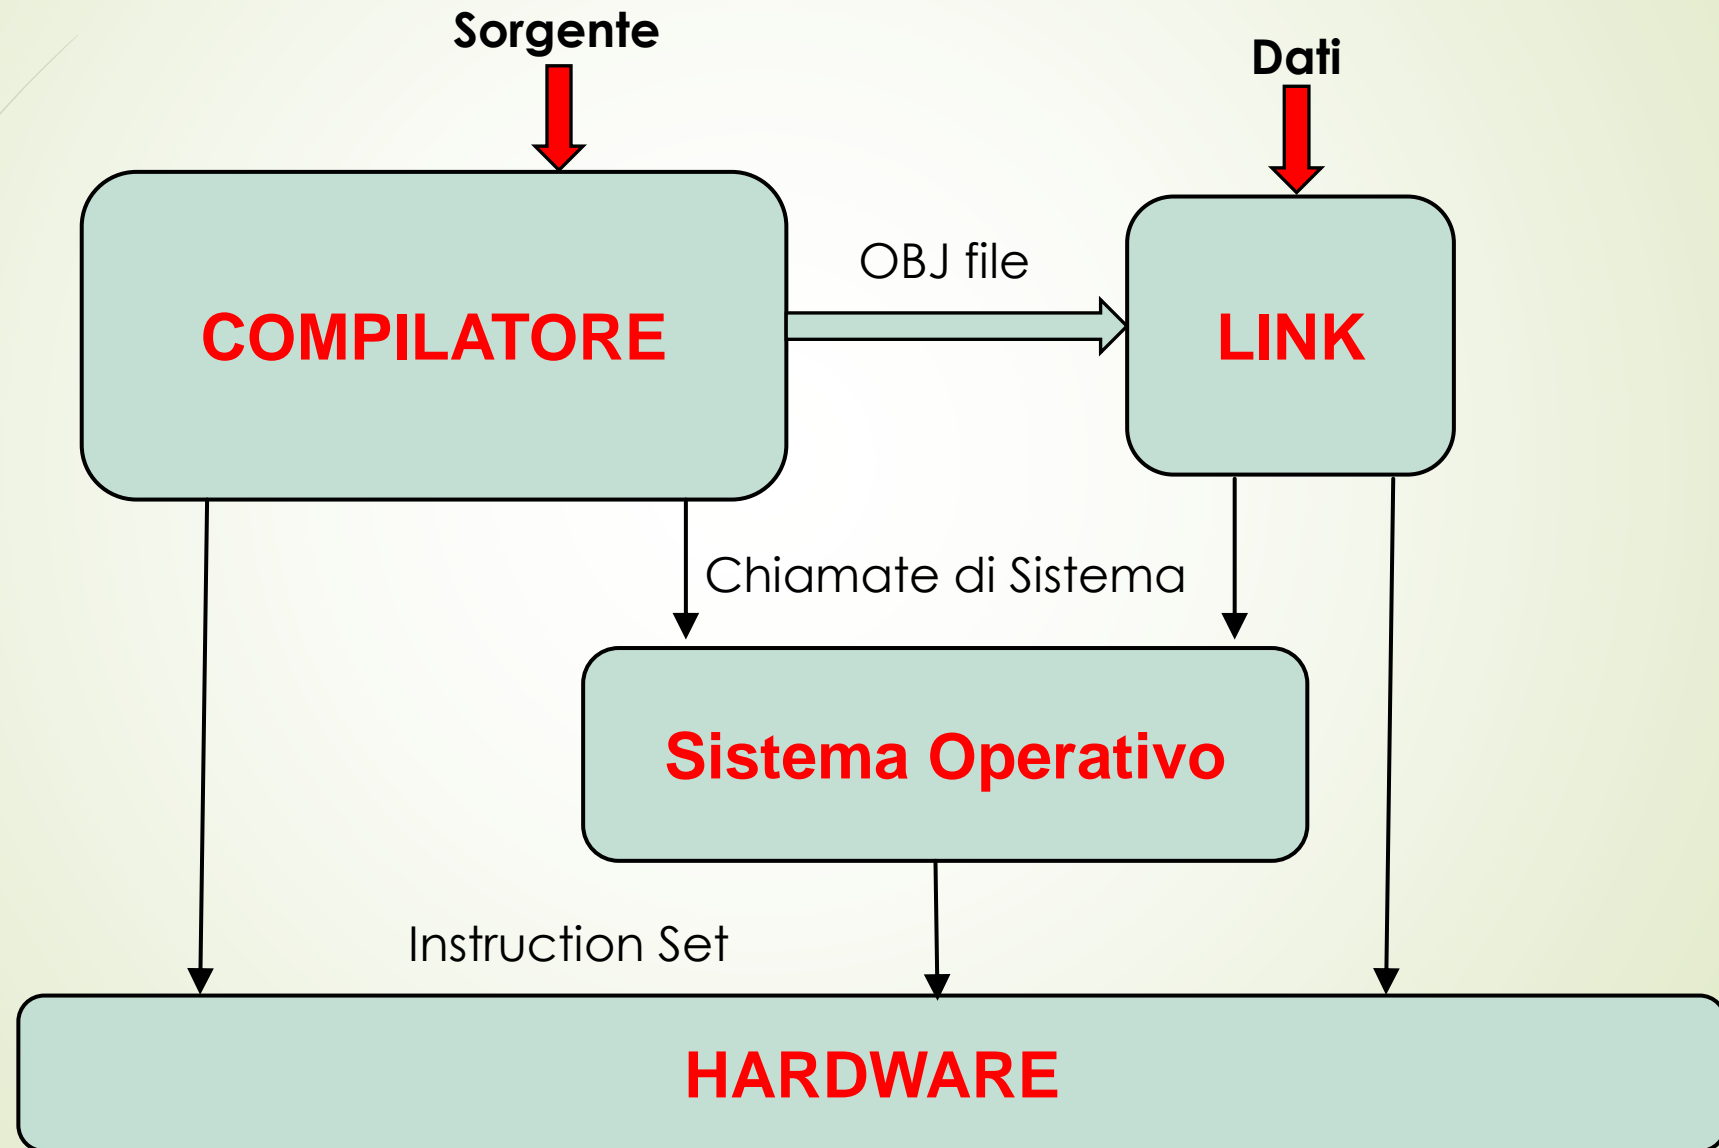 Sorgente
Dati
OBJ file
COMPILATORE
LINK
Chiamate di Sistema
Sistema Operativo
Instruction Set
HARDWARE